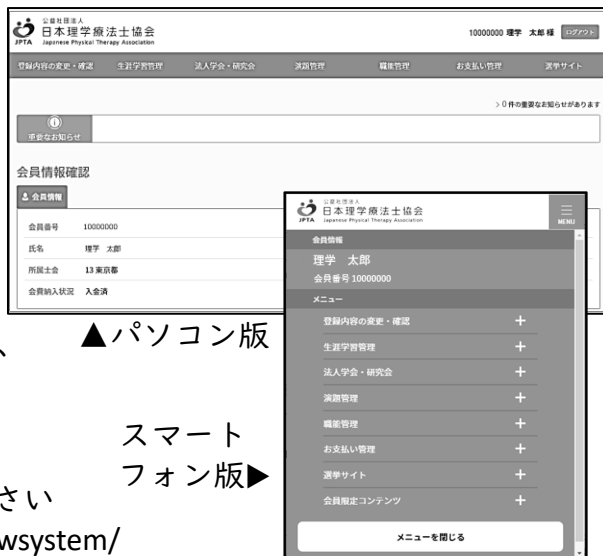 公益社団法人
日本理学療法士協会
JPTA Japanese Physical Therapy Association
10000000 理学 太郎 様 ログアウト
登録内容の変更・確認 生涯学習管理 法人学会・研究会 演題管理 職能管理 お支払い管理 選挙サイト
> 0 件の重要なお知らせがあります
重要なお知らせ
会員情報確認
会員情報
会員番号 10000000
氏名 理学 太郎
所属士会 13 東京都
会費納入状況 入会済
▲パソコン版
、
スマート
フォン版▶
さい
wsystem/
公益社団法人
日本理学療法士協会
JPTA Japanese Physical Therapy Association
MENU
会員情報
理学 太郎
会員番号 10000000
メニュー
登録内容の変更・確認 +
生涯学習管理 +
法人学会・研究会 +
演題管理 +
職能管理 +
お支払い管理 +
選挙サイト +
会員限定コンテンツ +
メニューを閉じる